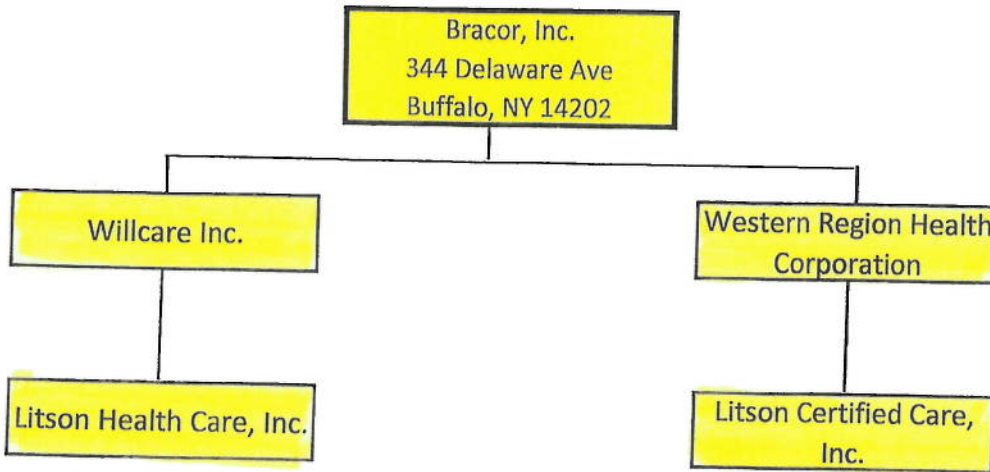 Bracor, Inc.
344 Delaware Ave
Buffalo, NY 14202
Willcare Inc.
Western Region Health
Corporation
Litson Health Care, Inc.
Litson Certified Care,
Inc.